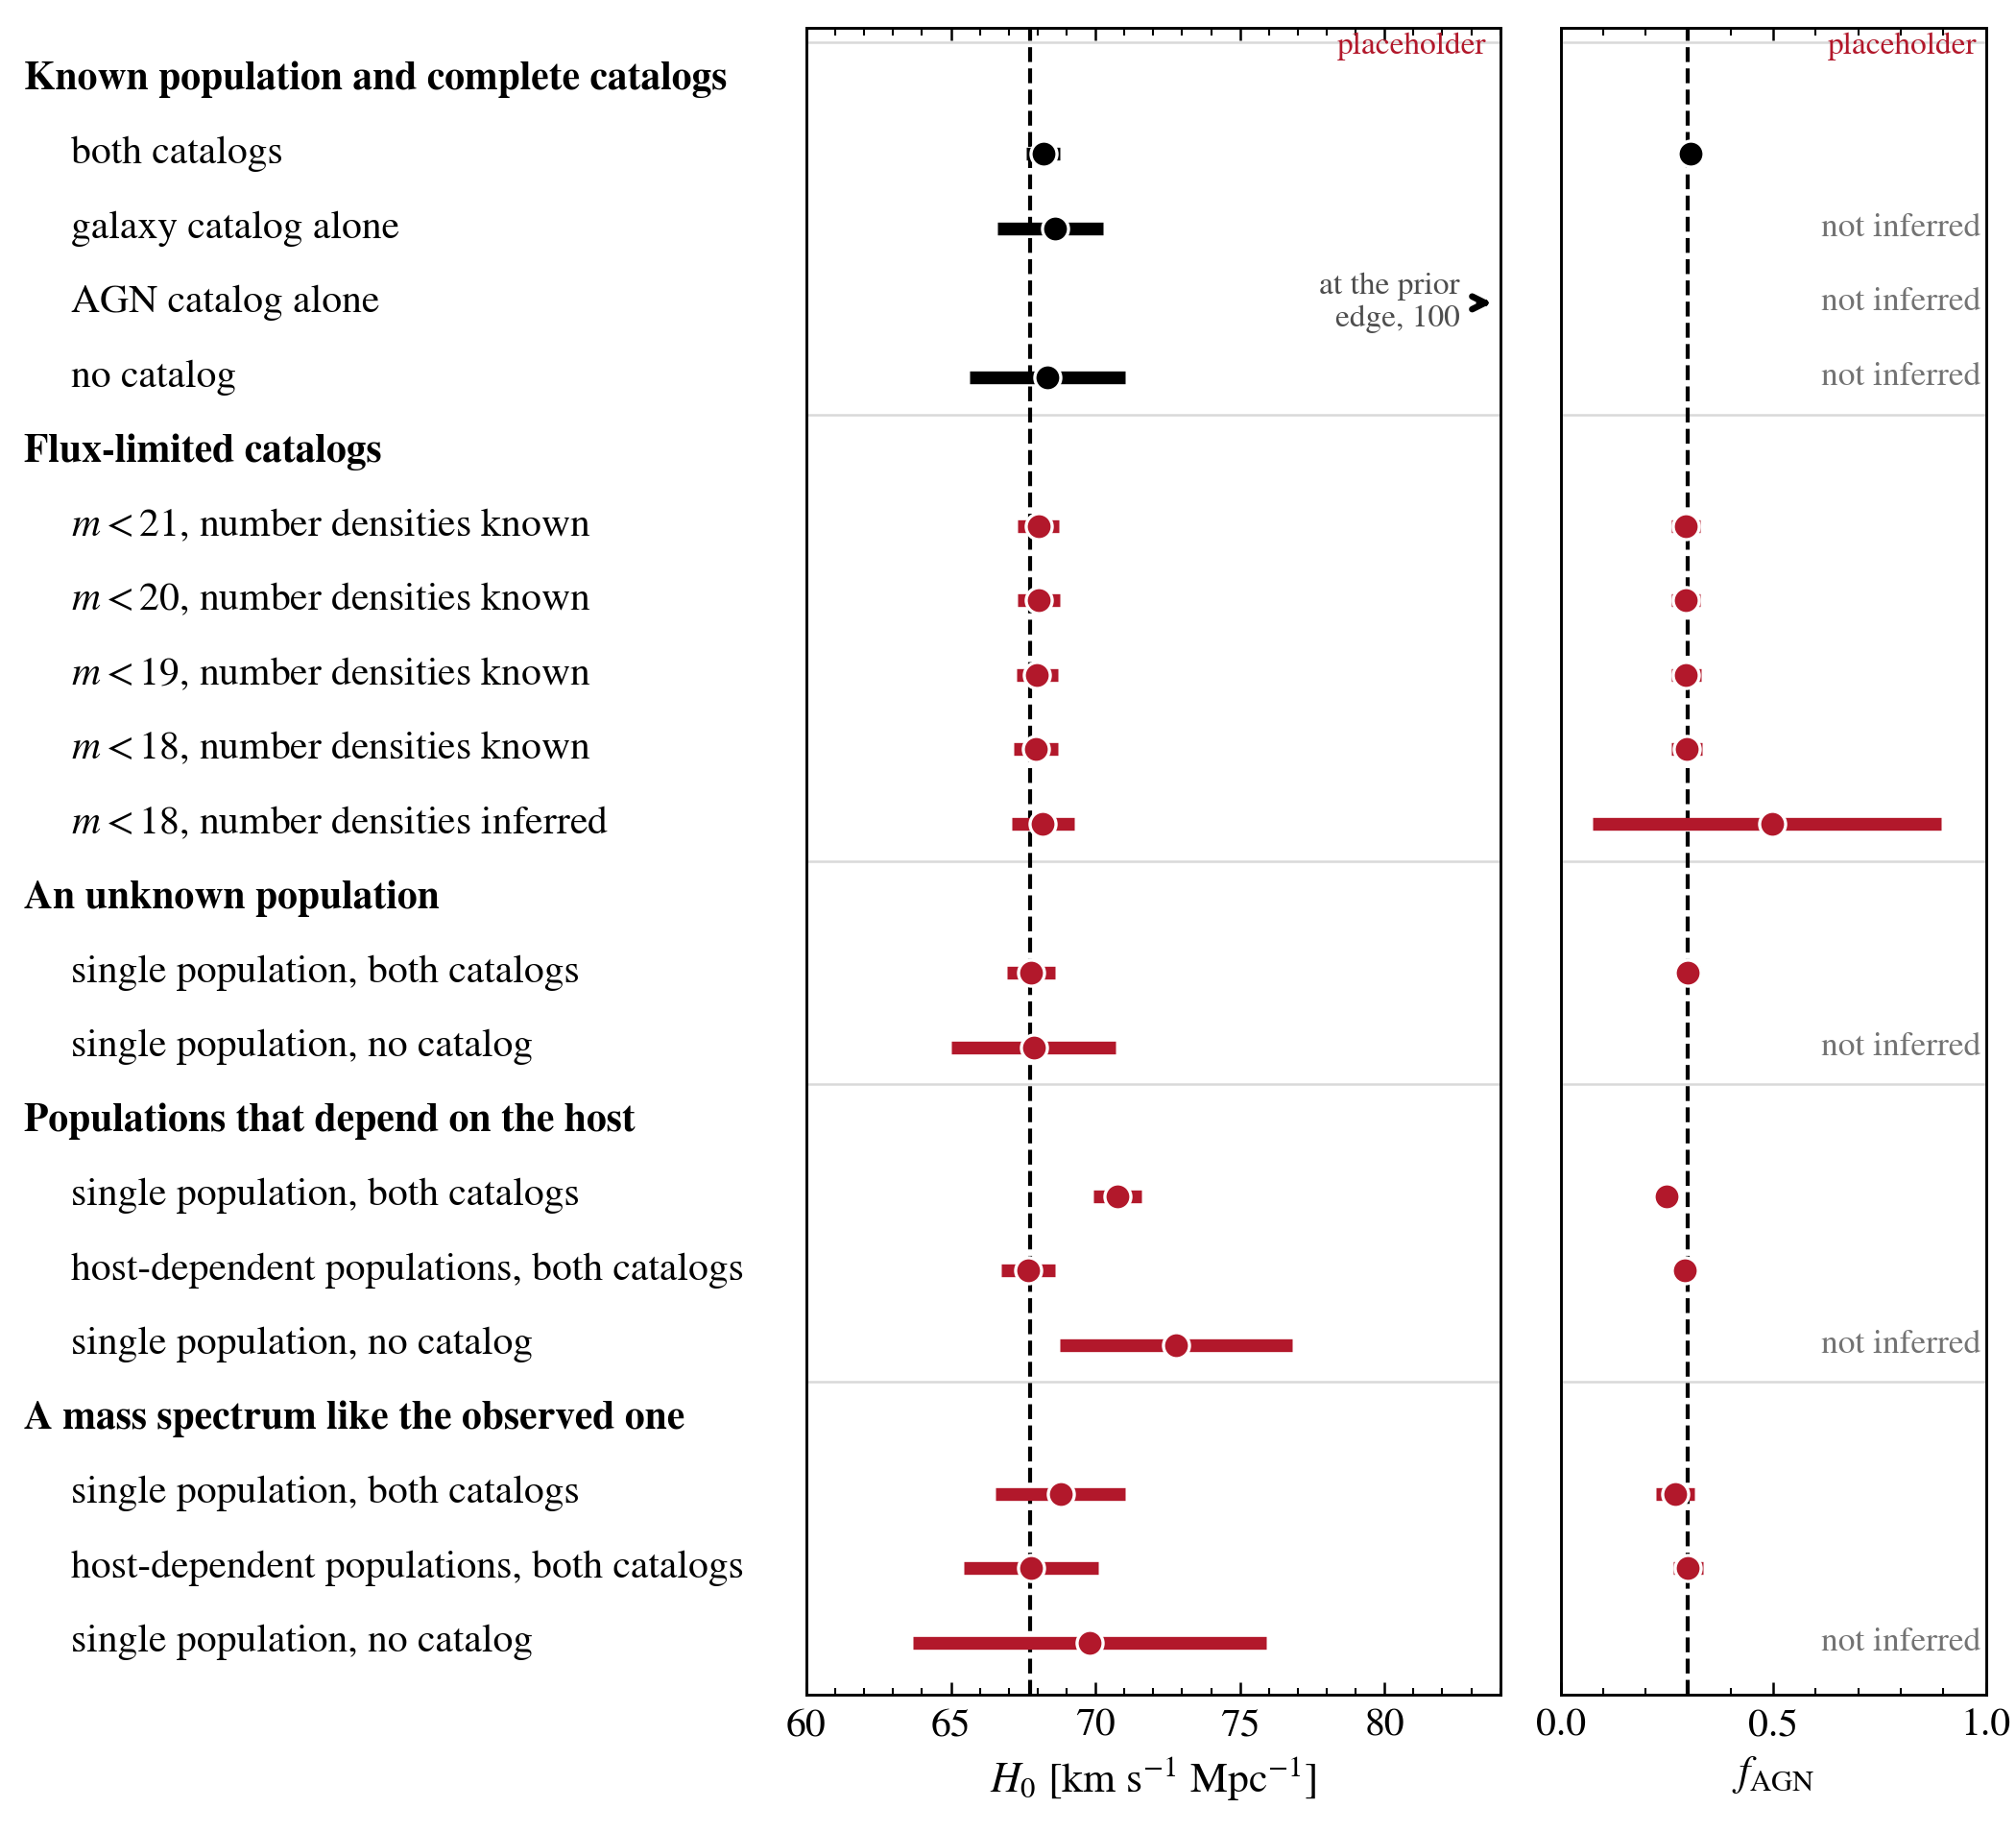 placeholder placeholder
Known population and complete catalogs
both catalogs
galaxy catalog alone not inferred
AGN catalog alone at the prior edge, 100 not inferred
no catalog not inferred
Flux-limited catalogs
m < 21, number densities known
m < 20, number densities known
m < 19, number densities known
m < 18, number densities known
m < 18, number densities inferred
An unknown population
single population, both catalogs
single population, no catalog not inferred
Populations that depend on the host
single population, both catalogs
host-dependent populations, both catalogs
single population, no catalog not inferred
A mass spectrum like the observed one
single population, both catalogs
host-dependent populations, both catalogs
single population, no catalog not inferred
60 65 70 75 80 0.0 0.5 1.0
H₀ [km s⁻¹ Mpc⁻¹] f_AGN